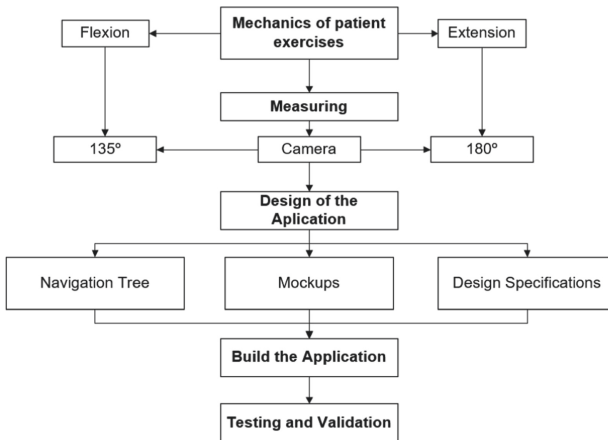 Flexion
Mechanics of patient
exercises
Extension
Measuring
135º
Camera
180º
Design of the
Aplication
Navigation Tree
Mockups
Design Specifications
Build the Application
Testing and Validation